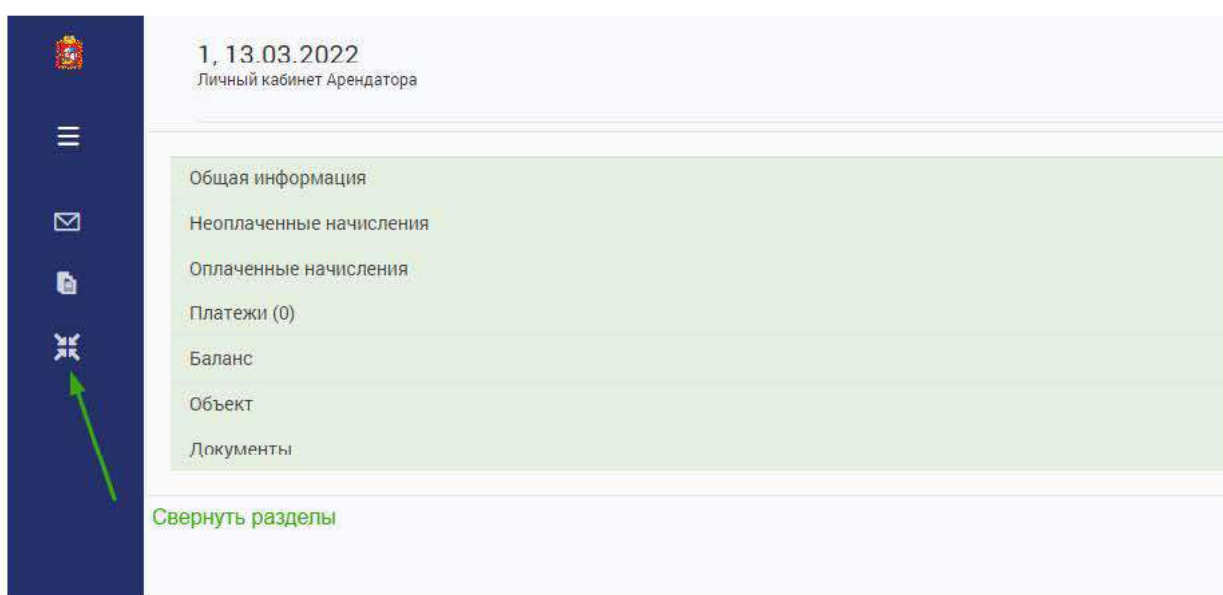 1, 13.03.2022
Личный кабинет Арендатора
Общая информация
Неоплаченные начисления
Оплаченные начисления
Платежи (0)
Баланс
Объект
Документы
Свернуть разделы